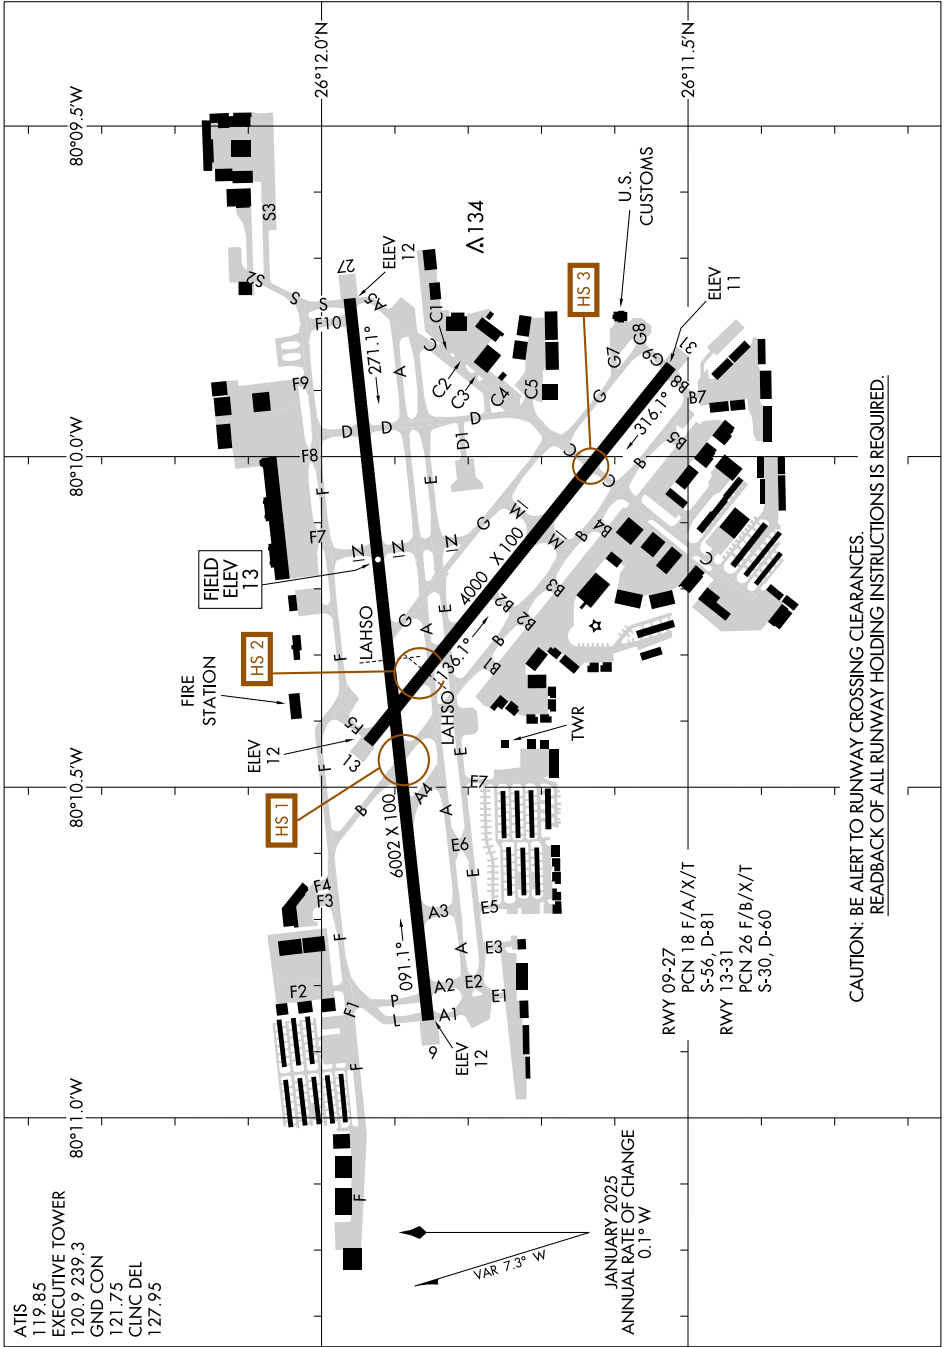 ATIS
119.85
EXECUTIVE TOWER
120.9 239.3
GND CON
121.75
CLNC DEL
127.95
80°11.0'W
80°10.5'W
80°10.0'W
80°09.5'W
26°12.0'N
26°11.5'N
FIRE
STATION
FIELD
ELEV
13
HS 1
HS 2
HS 3
ELEV
12
ELEV
12
ELEV
12
ELEV
11
LAHSO
LAHSO
6002 X 100
4000 X 100
091.1°
271.1°
136.1°
316.1°
9
27
13
31
F
F
F
F
F
F
F1
F2
F3
F4
F5
F7
F8
F9
F10
S
S
S2
S3
L
P
A
A
A
A
A1
A2
A3
A4
A5
B
B
B
B
B1
B2
B2
B3
B4
B5
B7
B8
C
C
C
C
C1
C2
C3
C4
C5
D
D
D
D1
E
E
E
E
E1
E2
E3
E5
E6
E7
G
G
G
G7
G8
G9
M
M
N
N
N
134
U.S.
CUSTOMS
TWR
RWY 09-27
PCN 18 F/A/X/T
S-56, D-81
RWY 13-31
PCN 26 F/B/X/T
S-30, D-60
VAR 7.3° W
JANUARY 2025
ANNUAL RATE OF CHANGE
0.1° W
CAUTION: BE ALERT TO RUNWAY CROSSING CLEARANCES.
READBACK OF ALL RUNWAY HOLDING INSTRUCTIONS IS REQUIRED.